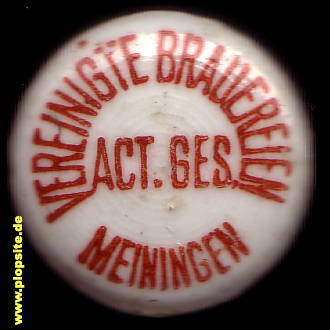 VEREINIGTE BRAUEREIEN
ACT. GES.
MEININGEN
www.plopsite.de